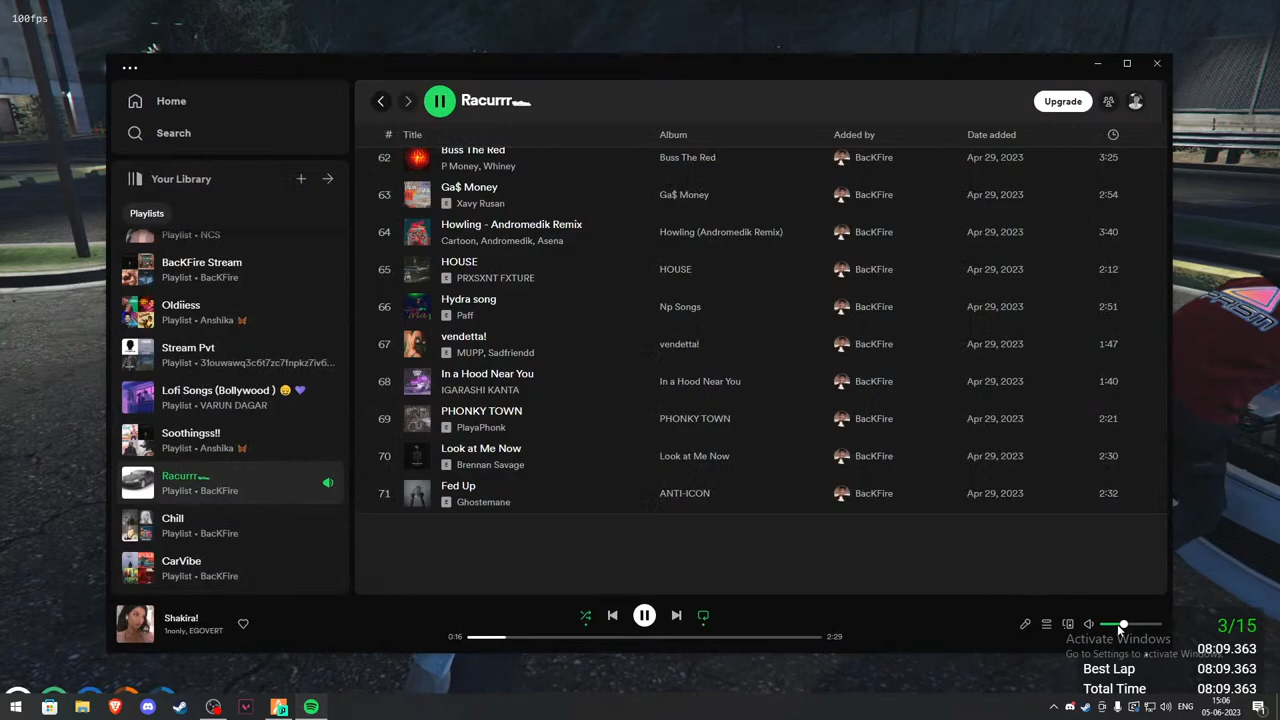 100fps
Home
Search
Your Library
Playlists
Playlist • NCS
BacKFire Stream
Playlist • BacKFire
Oldiiess
Playlist • Anshika
Stream Pvt
Lofi Songs (Bollywood ) 😄 💜
Playlist • VARUN DAGAR
Soothingss!!
Playlist • Anshika
Racurrr
Playlist • BacKFire
Chill
Playlist • BacKFire
CarVibe
Playlist • BacKFire
Racurrr
Upgrade
# Title Album Added by Date added
62 Buss The Red Buss The Red BacKFire Apr 29, 2023 3:25
P Money, Whiney
63 Ga$ Money Ga$ Money BacKFire Apr 29, 2023 2:54
E Xavy Rusan
64 Howling - Andromedik Remix Howling (Andromedik Remix) BacKFire Apr 29, 2023 3:40
Cartoon, Andromedik, Asena
65 HOUSE HOUSE BacKFire Apr 29, 2023 2:12
E PRXSXNT FXTURE
66 Hydra song Np Songs BacKFire Apr 29, 2023 2:51
E Paff
67 vendetta! vendetta! BacKFire Apr 29, 2023 1:47
E MUPP, Sadfriendd
68 In a Hood Near You In a Hood Near You BacKFire Apr 29, 2023 1:40
IGARASHI KANTA
69 PHONKY TOWN PHONKY TOWN BacKFire Apr 29, 2023 2:21
E PlayaPhonk
70 Look at Me Now Look at Me Now BacKFire Apr 29, 2023 2:30
E Brennan Savage
71 Fed Up ANTI-ICON BacKFire Apr 29, 2023 2:32
E Ghostemane
PRISM
Shakira!
1nonly, EGOVERT
0:16 2:29
3/15
Activate Windows
Go to Settings to activate Windows.
08:09.363
Best Lap 08:09.363
Total Time 08:09.363
ENG
15:06
05-06-2023